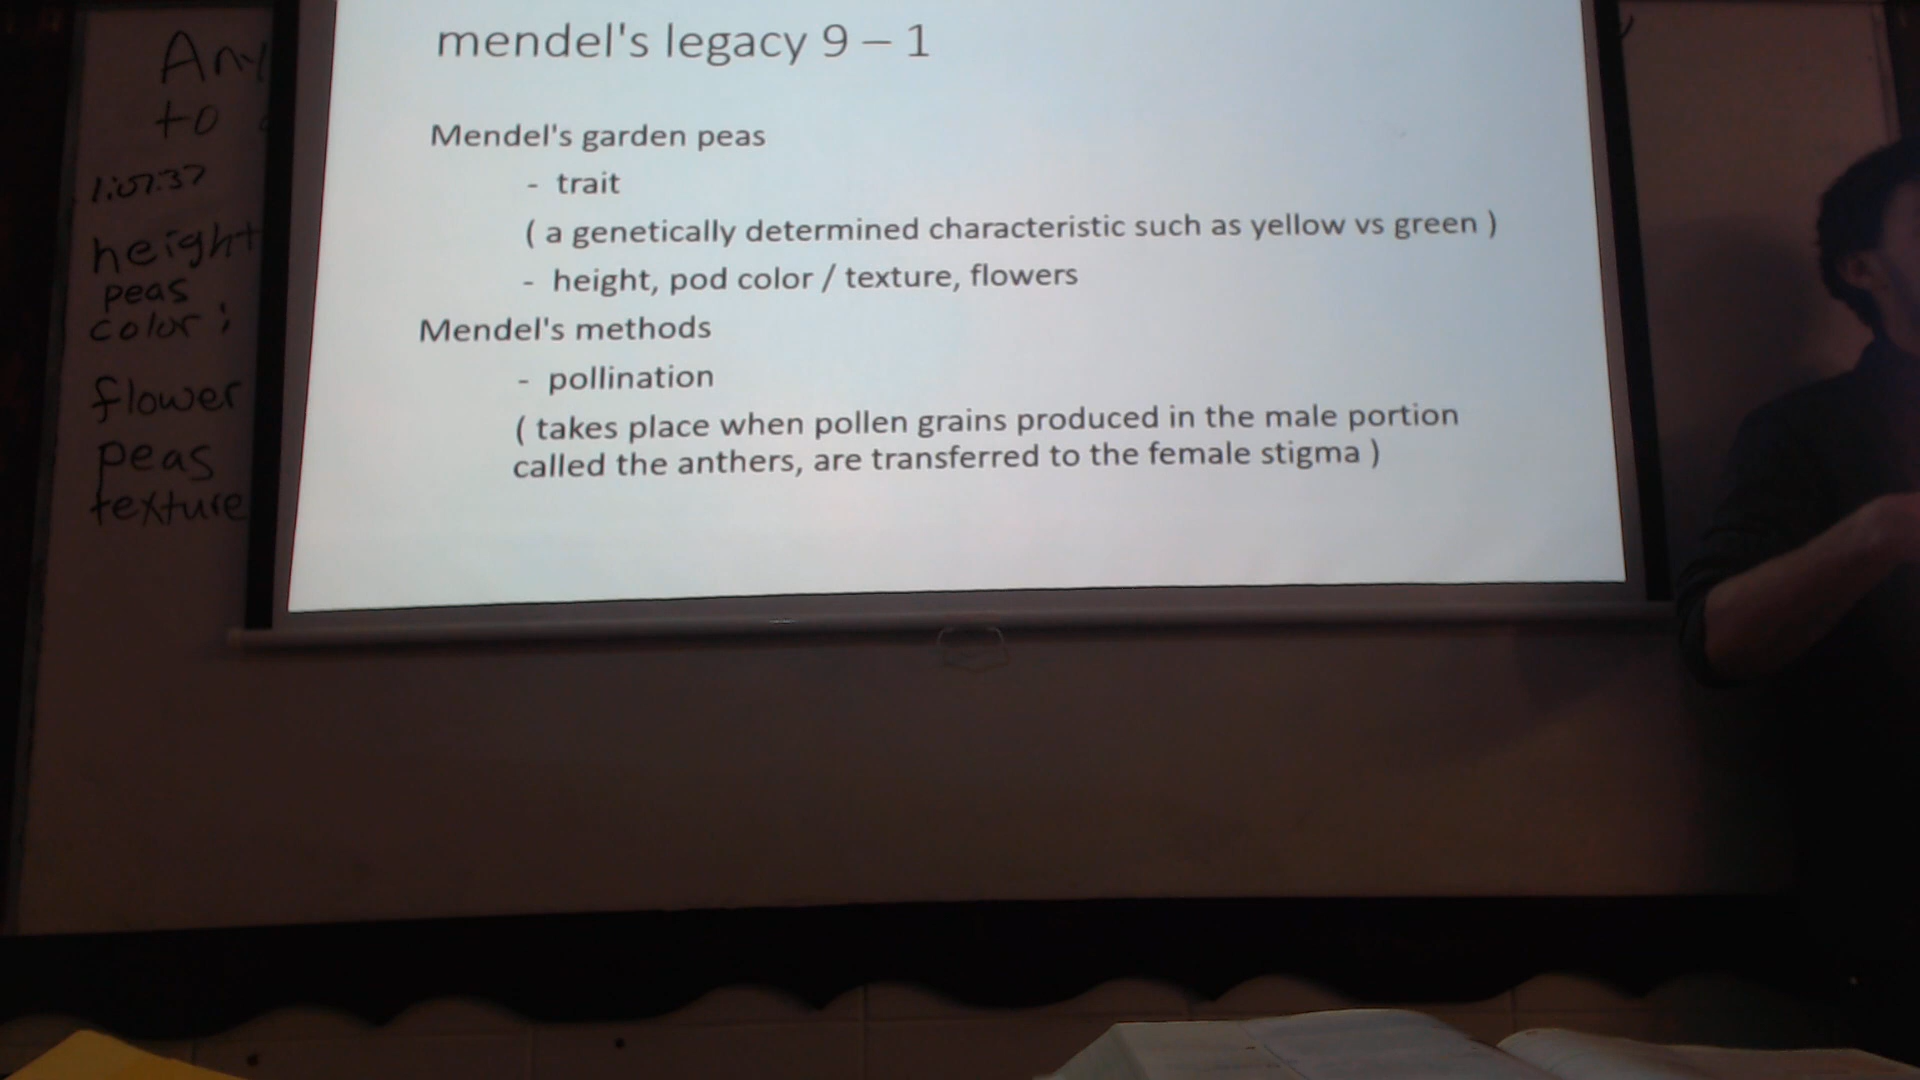 mendel's legacy 9 – 1
Mendel's garden peas
- trait
( a genetically determined characteristic such as yellow vs green )
- height, pod color / texture, flowers
Mendel's methods
- pollination
( takes place when pollen grains produced in the male portion
called the anthers, are transferred to the female stigma )
to
1:07:37
height
peas
color ;
flower
peas
texture